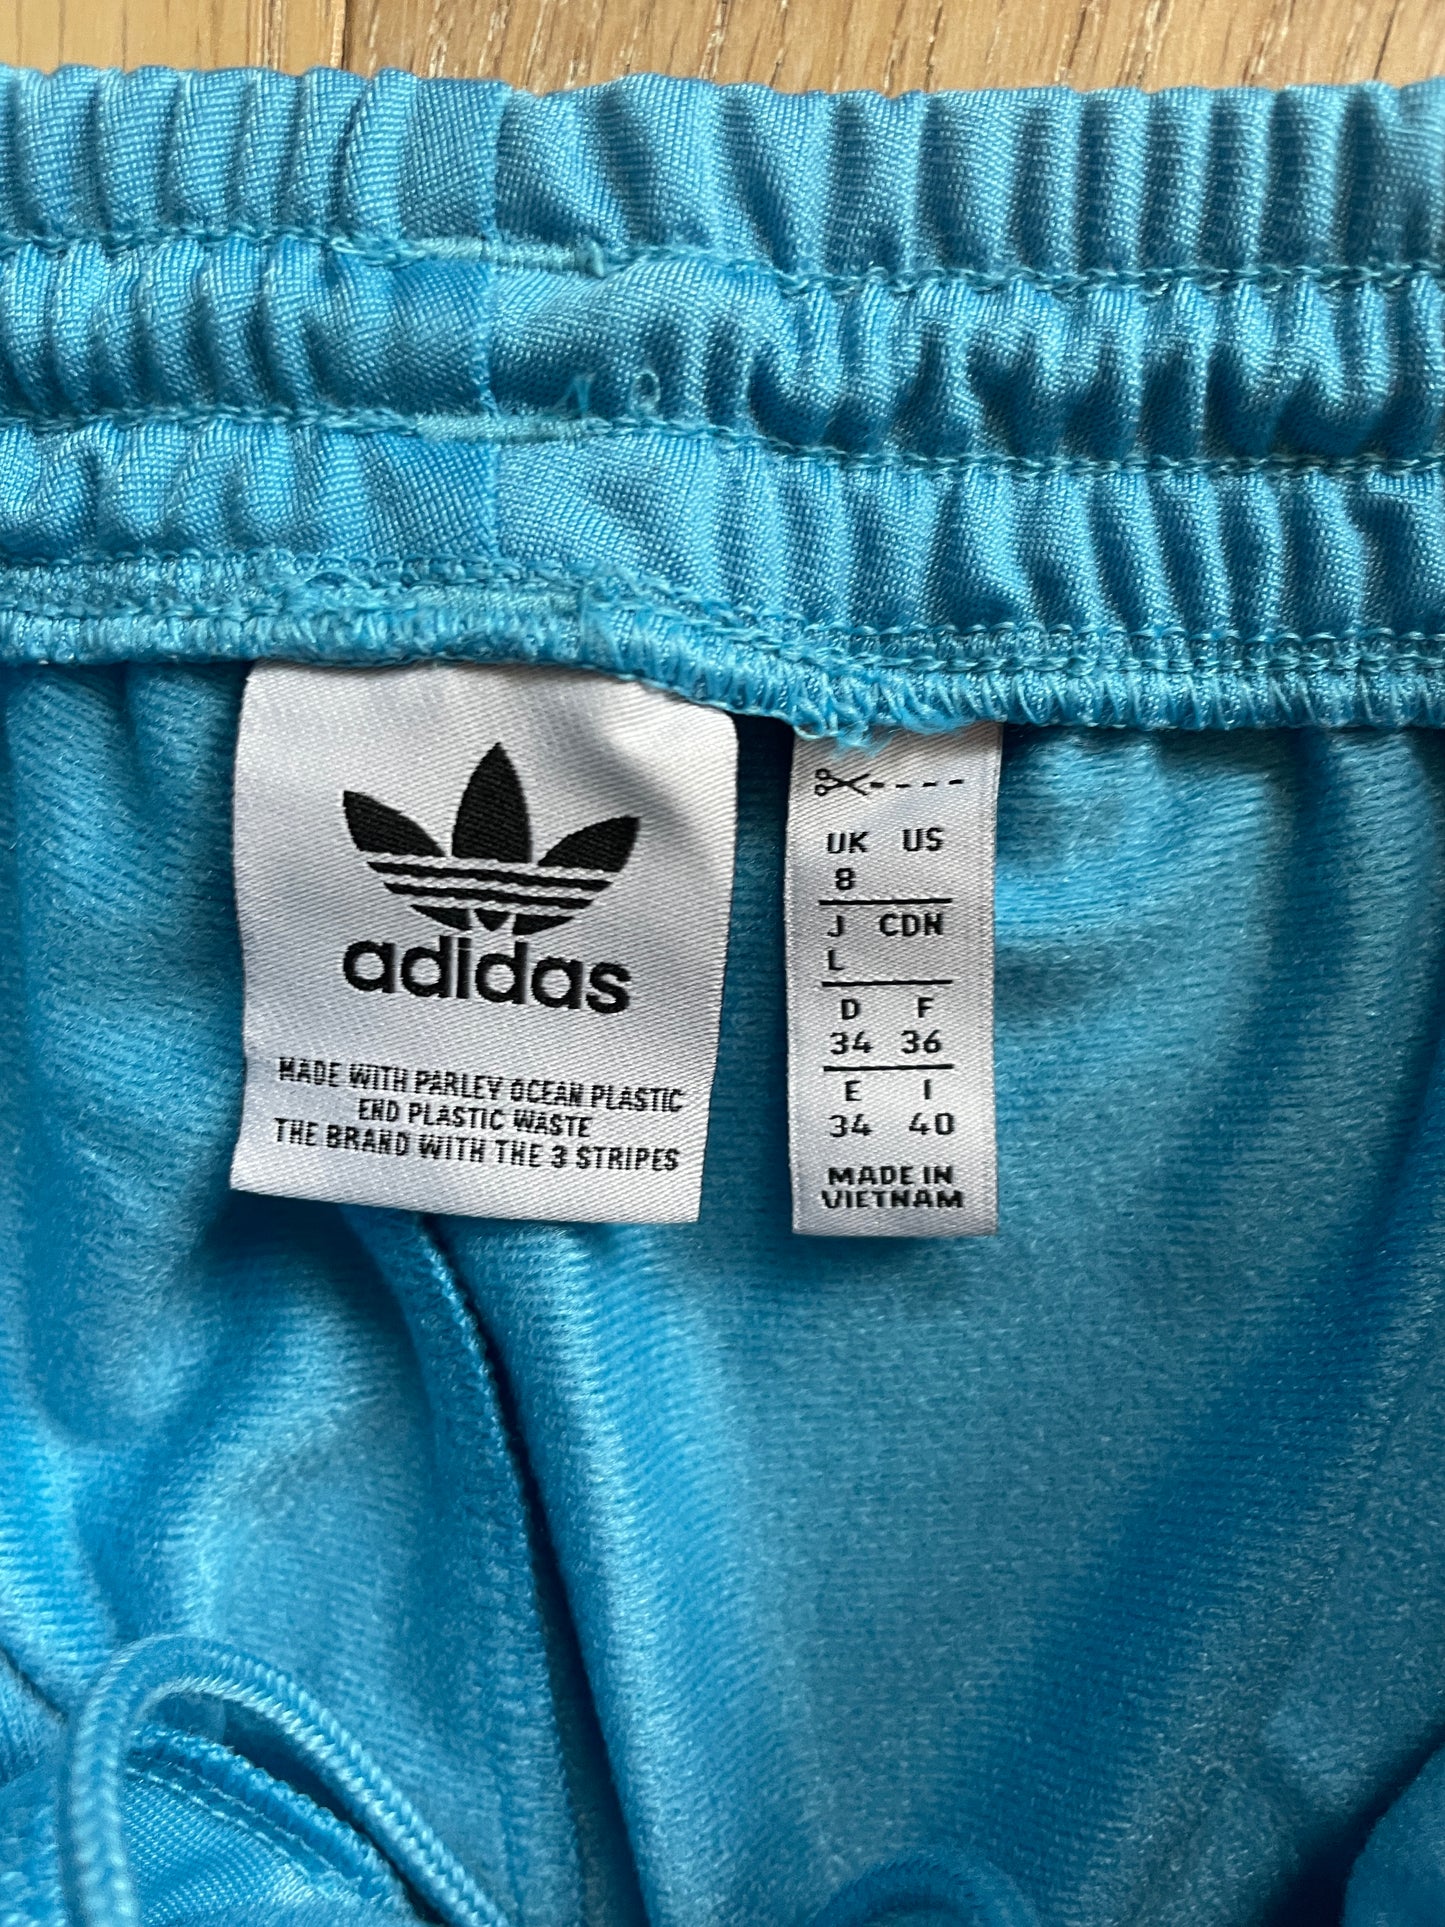 adidas
MADE WITH PARLEY OCEAN PLASTIC
END PLASTIC WASTE
THE BRAND WITH THE 3 STRIPES
UK US
8
J CDN
L
D F
34 36
E I
34 40
MADE IN
VIETNAM